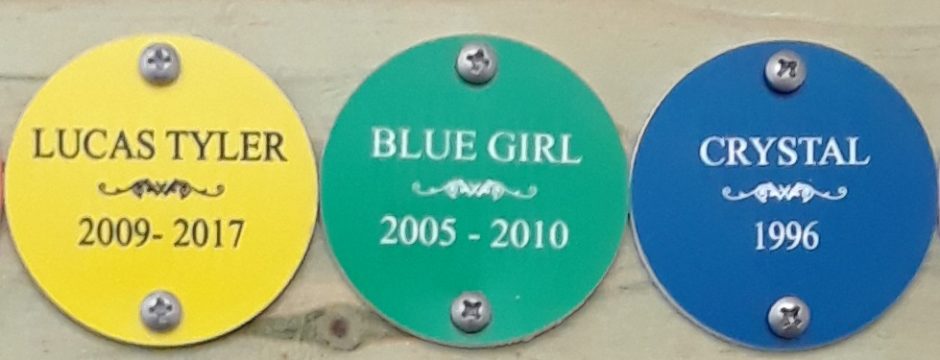 LUCAS TYLER
2009- 2017
BLUE GIRL
2005 - 2010
CRYSTAL
1996